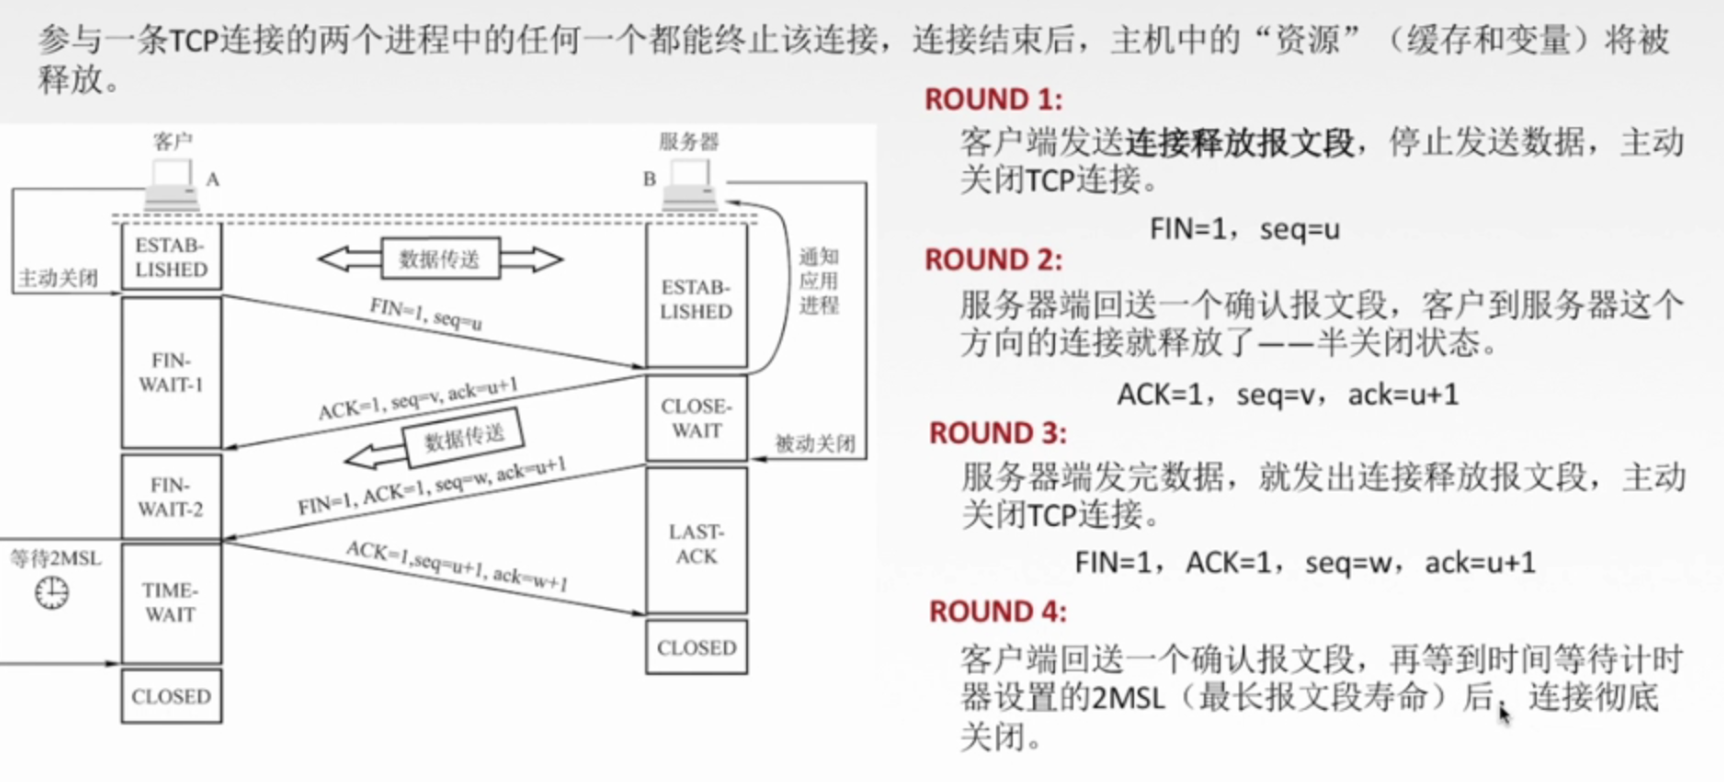 参与一条TCP连接的两个进程中的任何一个都能终止该连接，连接结束后，主机中的“资源”（缓存和变量）将被
释放。
客户
A
服务器
B
ESTAB-
LISHED
数据传送
ESTAB-
LISHED
通知
应用
进程
主动关闭
FIN=1, seq=u
FIN-
WAIT-1
ACK=1, seq=v, ack=u+1
CLOSE-
WAIT
数据传送
被动关闭
FIN-
WAIT-2
FIN=1, ACK=1, seq=w, ack=u+1
LAST-
ACK
等待2MSL
ACK=1,seq=u+1, ack=w+1
TIME-
WAIT
CLOSED
CLOSED
ROUND 1:
客户端发送连接释放报文段，停止发送数据，主动
关闭TCP连接。
FIN=1，seq=u
ROUND 2:
服务器端回送一个确认报文段，客户到服务器这个
方向的连接就释放了——半关闭状态。
ACK=1，seq=v，ack=u+1
ROUND 3:
服务器端发完数据，就发出连接释放报文段，主动
关闭TCP连接。
FIN=1，ACK=1，seq=w，ack=u+1
ROUND 4:
客户端回送一个确认报文段，再等到时间等待计时
器设置的2MSL（最长报文段寿命）后，连接彻底
关闭。